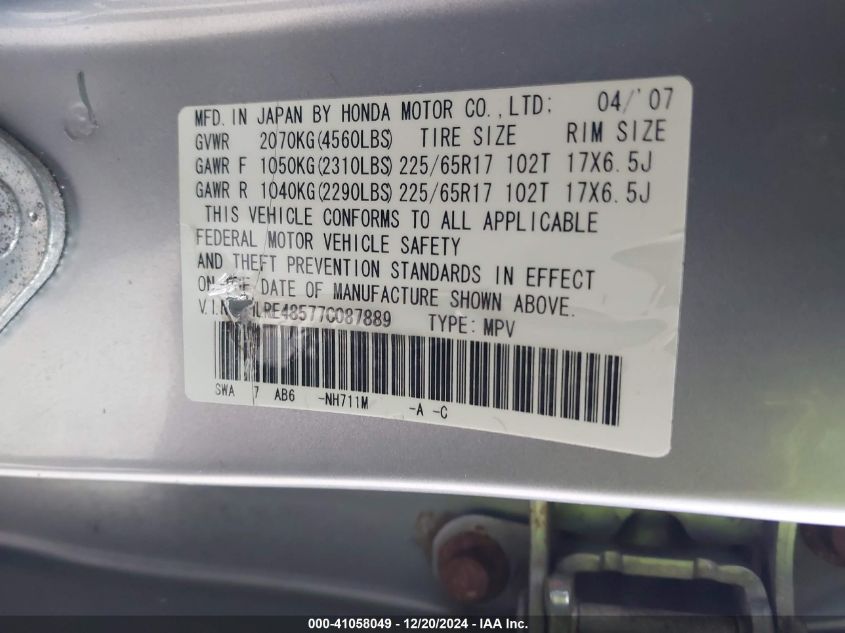 MFD. IN JAPAN BY HONDA MOTOR CO., LTD: 04/'07
GVWR 2070KG(4560LBS) TIRE SIZE RIM SIZE
GAWR F 1050KG(2310LBS) 225/65R17 102T 17X6.5J
GAWR R 1040KG(2290LBS) 225/65R17 102T 17X6.5J
THIS VEHICLE CONFORMS TO ALL APPLICABLE
FEDERAL MOTOR VEHICLE SAFETY
AND THEFT PREVENTION STANDARDS IN EFFECT
ON THE DATE OF MANUFACTURE SHOWN ABOVE.
TYPE: MPV
SWA 7 AB6 -NH711M -A -C
000-41058049 - 12/20/2024 - IAA Inc.